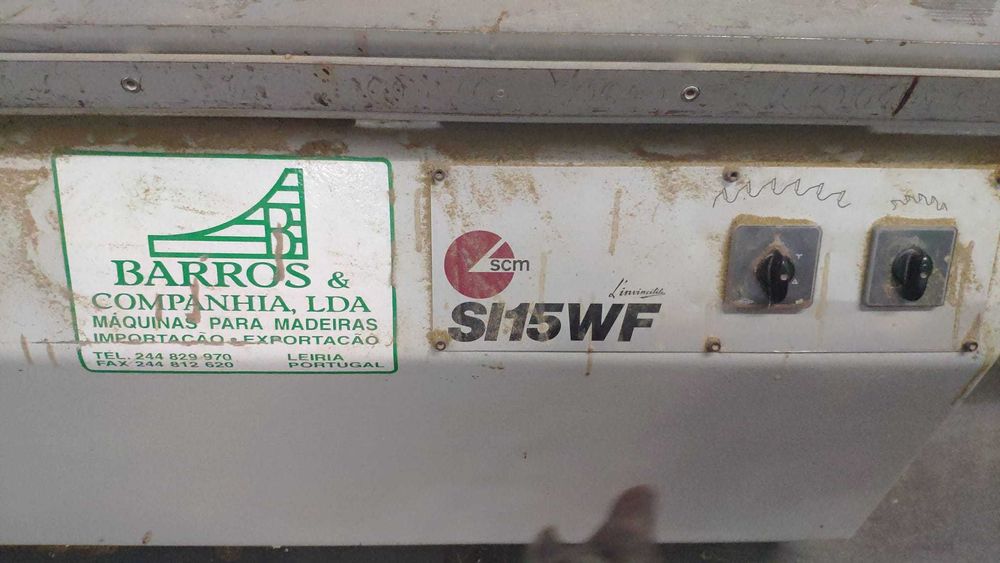 BARROS &
COMPANHIA, LDA
MÁQUINAS PARA MADEIRAS
IMPORTAÇÃO - EXPORTAÇÃO
TEL. 244 829 970 LEIRIA
FAX 244 812 620 PORTUGAL
scm
L'invincibile
SI15WF